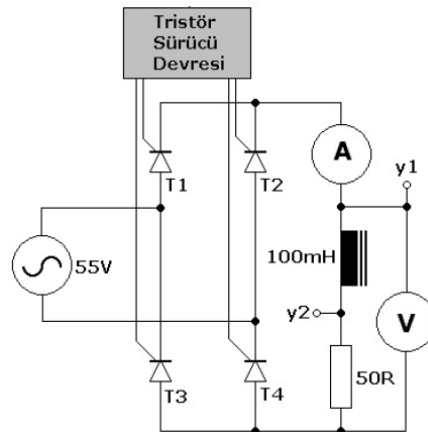 Tristör
Sürücü
Devresi
A
y1
T1
T2
100mH
55V
y2
V
50R
T3
T4